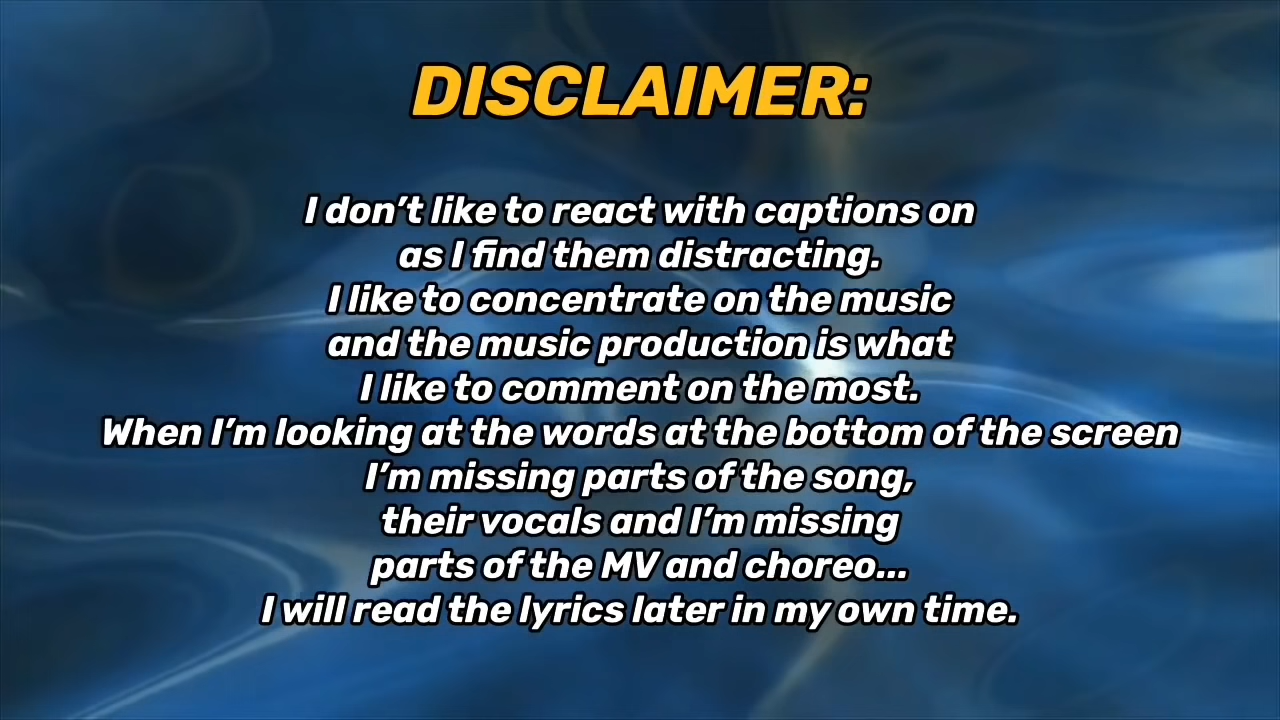 DISCLAIMER:
I don’t like to react with captions on
as I find them distracting.
I like to concentrate on the music
and the music production is what
I like to comment on the most.
When I’m looking at the words at the bottom of the screen
I’m missing parts of the song,
their vocals and I’m missing
parts of the MV and choreo...
I will read the lyrics later in my own time.